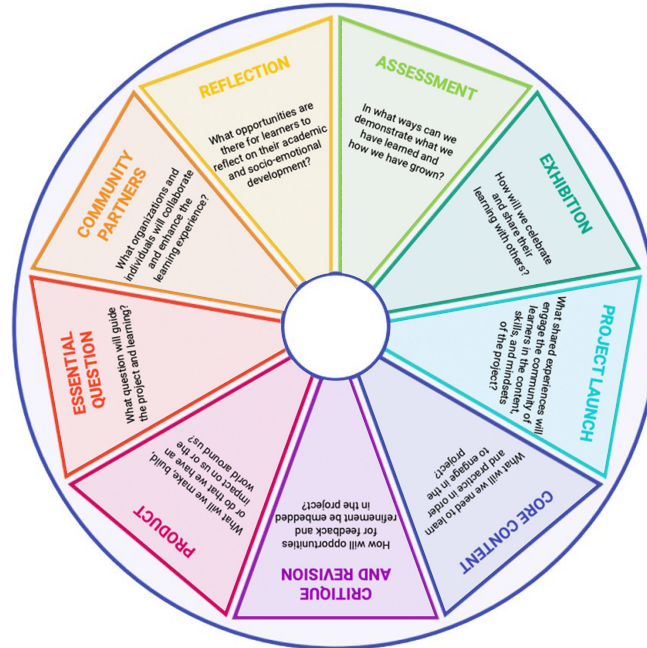 REFLECTION
What opportunities are
there for learners to
reflect on their academic
and socio-emotional
development?
ASSESSMENT
In what ways can we
demonstrate what we
have learned and
how we have grown?
EXHIBITION
How will we celebrate
and share their
learning with others?
PROJECT LAUNCH
What shared experiences will
engage the community of
learners in the content,
skills, and mindsets
of the project?
CORE CONTENT
What will we need to learn
and practice in order
to engage in the
project?
CRITIQUE
AND REVISION
How will opportunities
for feedback and
refinement be embedded
in the project?
PRODUCT
What will we make, build,
or do that we have an
impact on us or the
world around us?
ESSENTIAL
QUESTION
What question will guide
the project and learning?
COMMUNITY
PARTNERS
What organizations and
individuals will collaborate
and enhance the
learning experience?